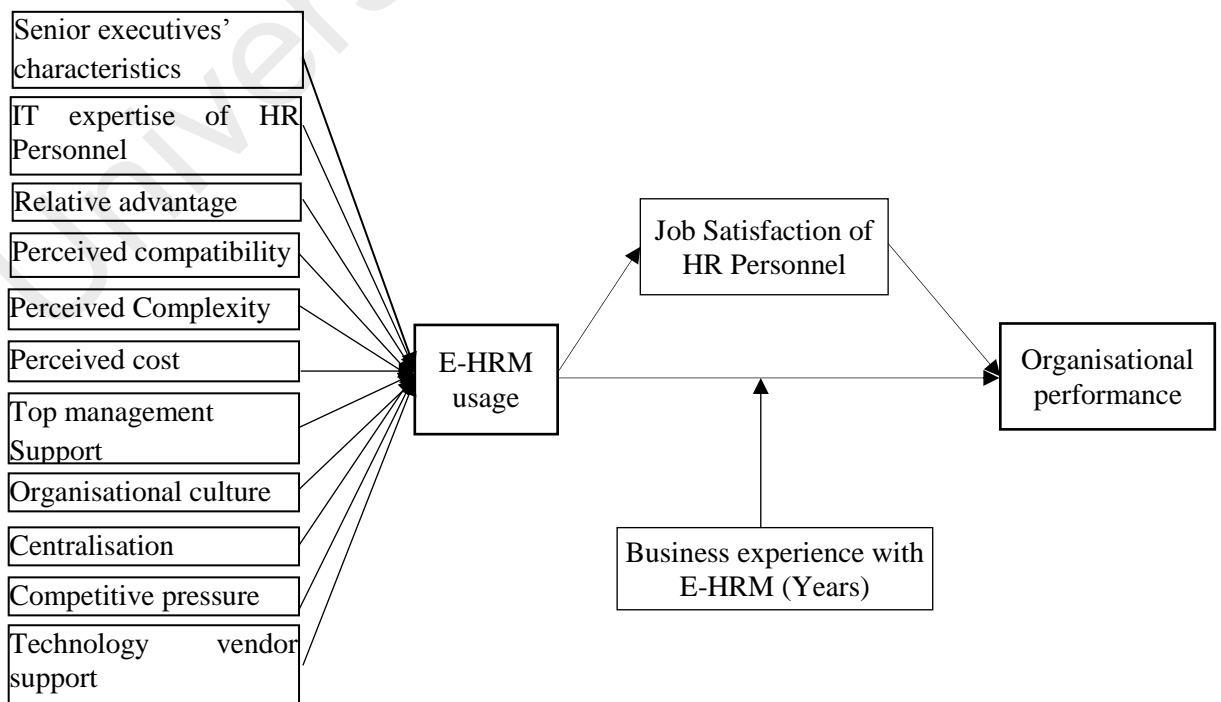 Senior executives’
characteristics
IT expertise of HR
Personnel
Relative advantage
Perceived compatibility
Perceived Complexity
Perceived cost
Top management
Support
Organisational culture
Centralisation
Competitive pressure
Technology vendor
support
E-HRM
usage
Job Satisfaction of
HR Personnel
Business experience with
E-HRM (Years)
Organisational
performance
Univers